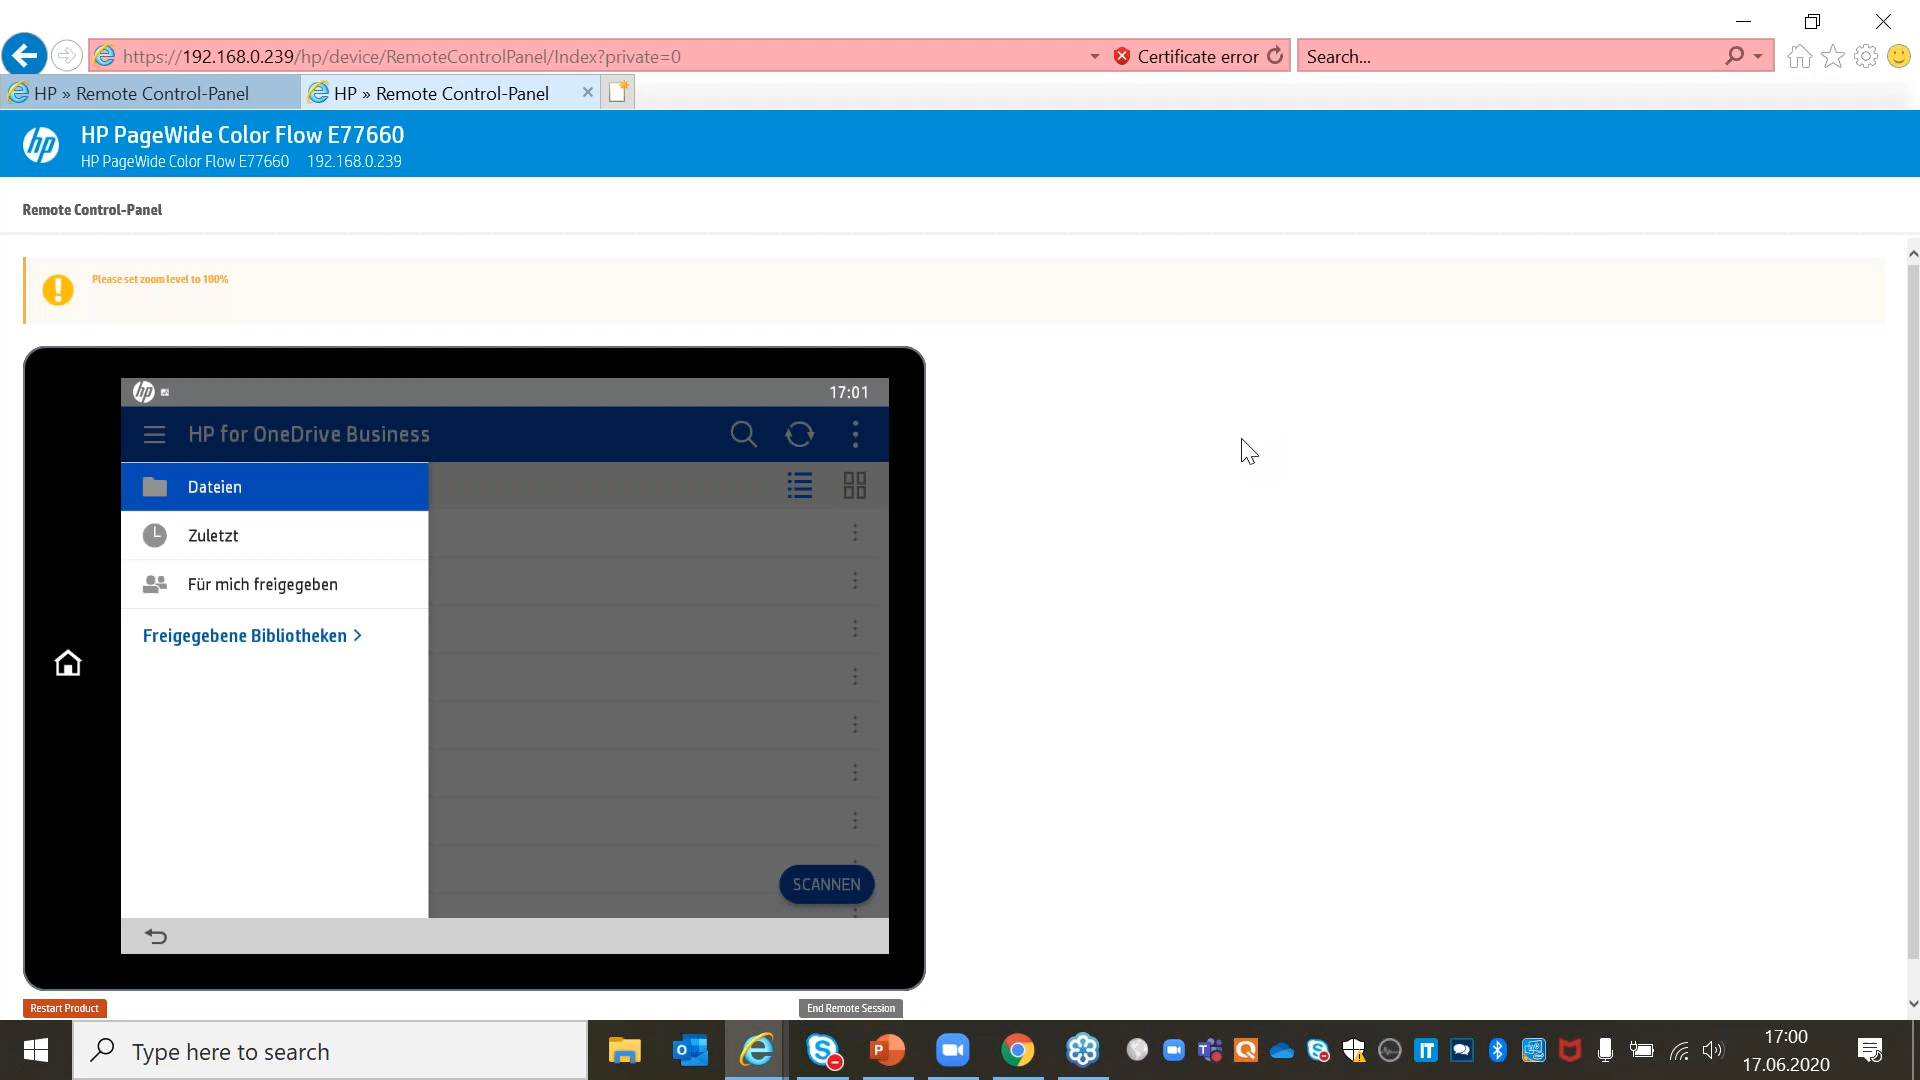 https://192.168.0.239/hp/device/RemoteControlPanel/Index?private=0
Certificate error
Search...
HP » Remote Control-Panel
HP » Remote Control-Panel
hp
HP PageWide Color Flow E77660
HP PageWide Color Flow E77660 192.168.0.239
Remote Control-Panel
Please set zoom level to 100%
hp
17:01
HP for OneDrive Business
Dateien
Zuletzt
Für mich freigegeben
Freigegebene Bibliotheken >
SCANNEN
Restart Product
End Remote Session
Type here to search
17:00
17.06.2020